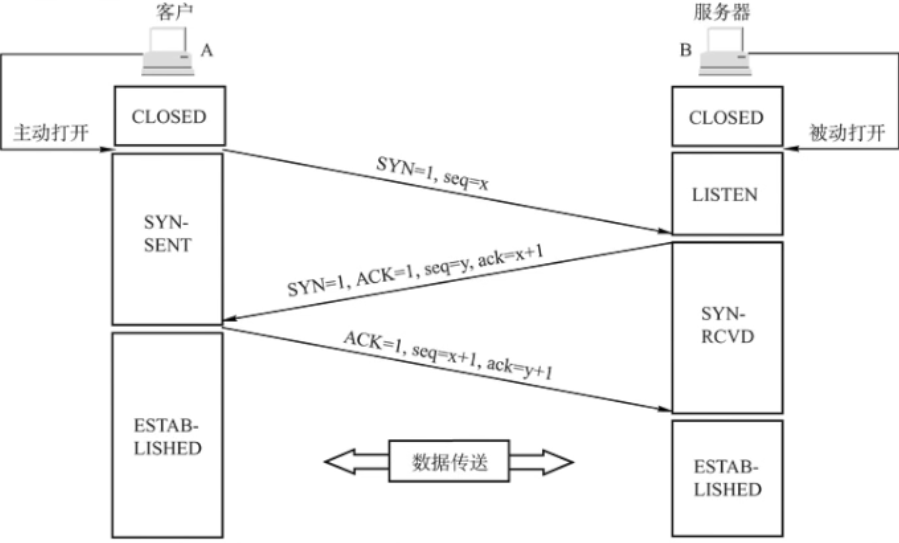 客户
服务器
A
B
CLOSED
CLOSED
主动打开
被动打开
SYN=1, seq=x
LISTEN
SYN-
SENT
SYN=1, ACK=1, seq=y, ack=x+1
SYN-
RCVD
ACK=1, seq=x+1, ack=y+1
ESTAB-
LISHED
数据传送
ESTAB-
LISHED